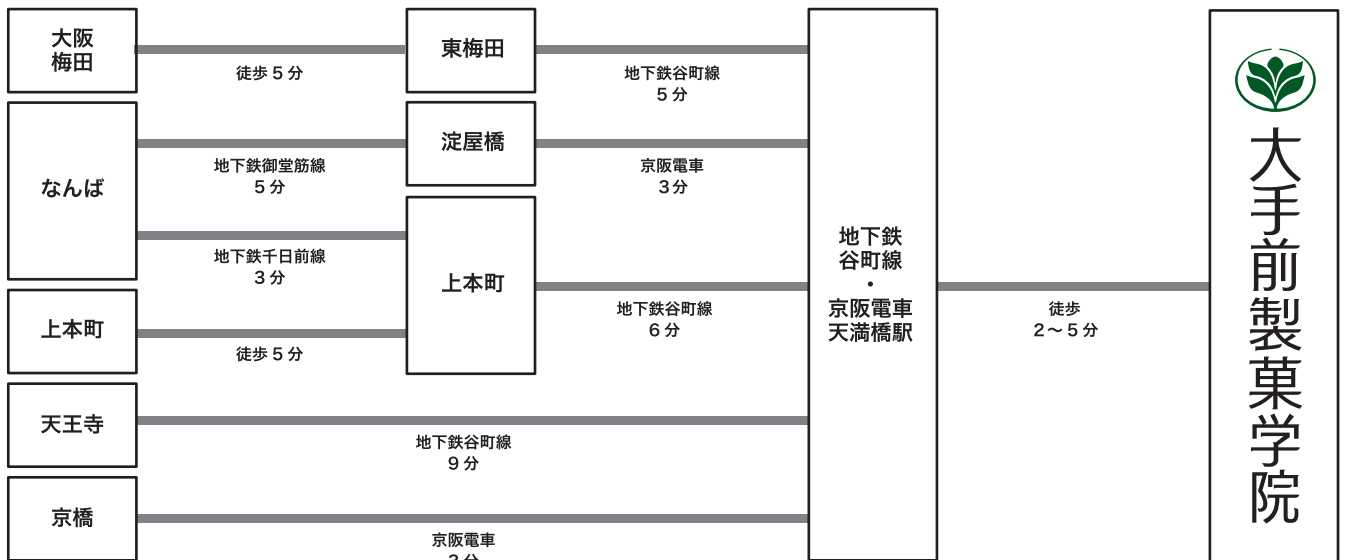 大阪
梅田
徒歩5分
東梅田
地下鉄谷町線
5分
なんば
地下鉄御堂筋線
5分
淀屋橋
京阪電車
3分
地下鉄千日前線
3分
上本町
地下鉄谷町線
6分
上本町
徒歩5分
天王寺
地下鉄谷町線
9分
京橋
京阪電車
地下鉄
谷町線
・
京阪電車
天満橋駅
徒歩
2〜5分
大手前製菓学院